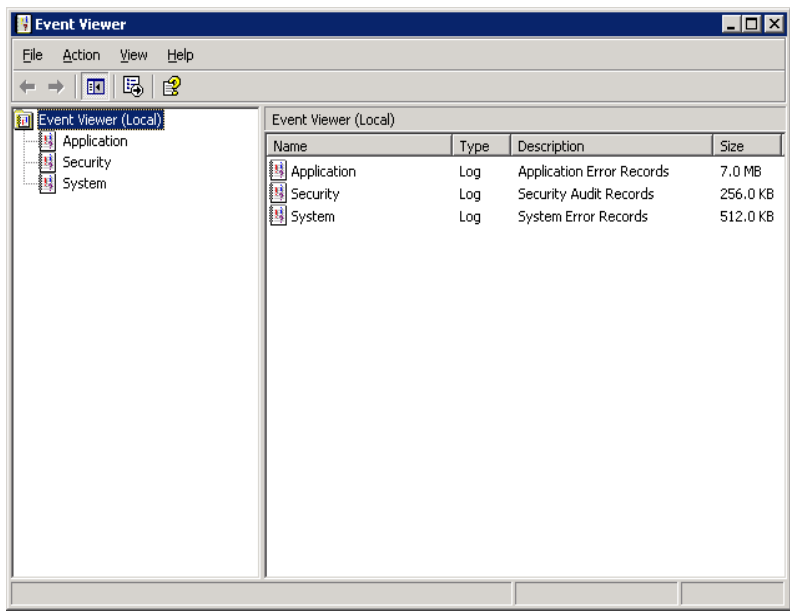 Event Viewer
File Action View Help
Event Viewer (Local)
Application
Security
System
Event Viewer (Local)
Name Type Description Size
Application Log Application Error Records 7.0 MB
Security Log Security Audit Records 256.0 KB
System Log System Error Records 512.0 KB